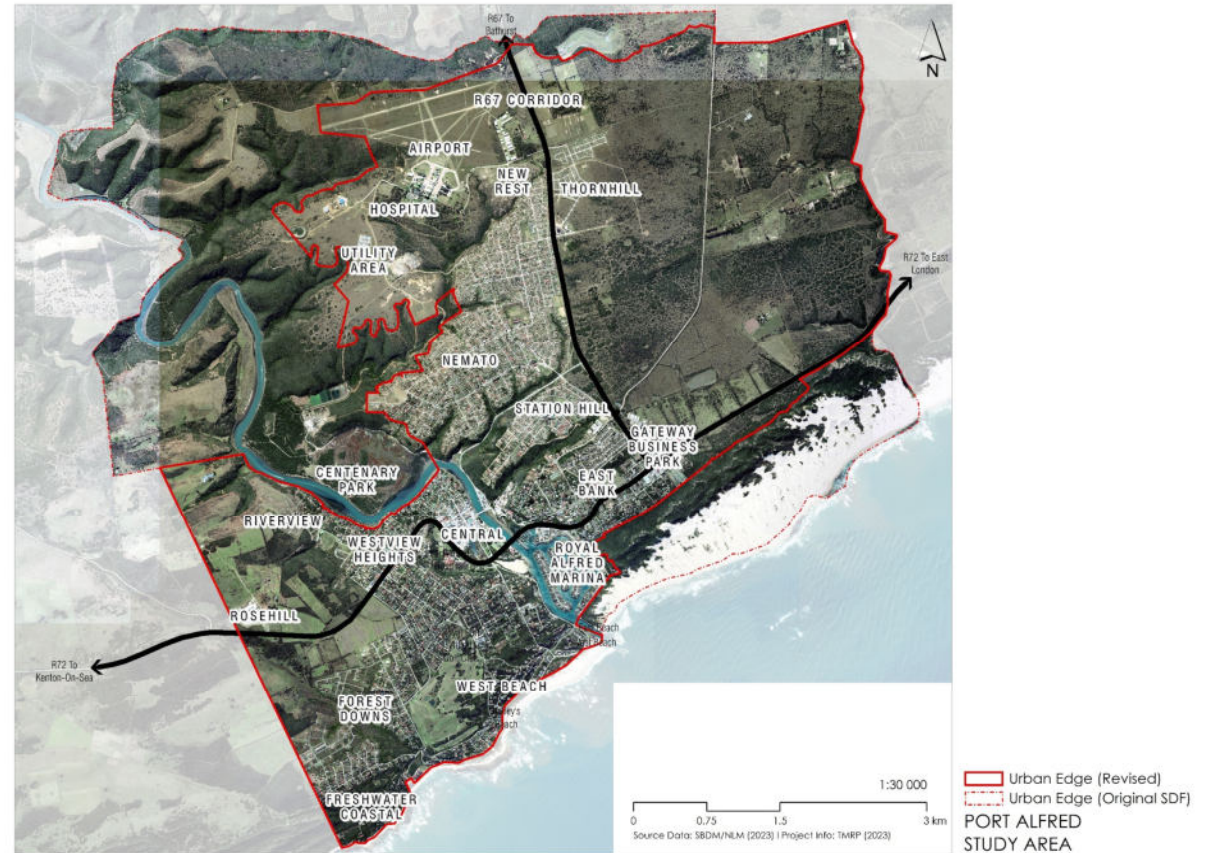 R67 To
Bathurst
N
R67 CORRIDOR
AIRPORT
NEW
REST
THORNHILL
HOSPITAL
UTILITY
AREA
R72 To East
London
NEMATO
STATION HILL
GATEWAY
BUSINESS
PARK
CENTENARY
PARK
EAST
BANK
RIVERVIEW
WESTVIEW
HEIGHTS
CENTRAL
ROYAL
ALFRED
MARINA
ROSEHILL
Beach
Beach
R72 To
Kenton-On-Sea
WEST BEACH
FOREST
DOWNS
FRESHWATER
COASTAL
1:30 000
0 0.75 1.5 3 km
Source Data: SBDM/NLM (2023) I Project Info: TMRP (2023)
Urban Edge (Revised)
Urban Edge (Original SDF)
PORT ALFRED
STUDY AREA